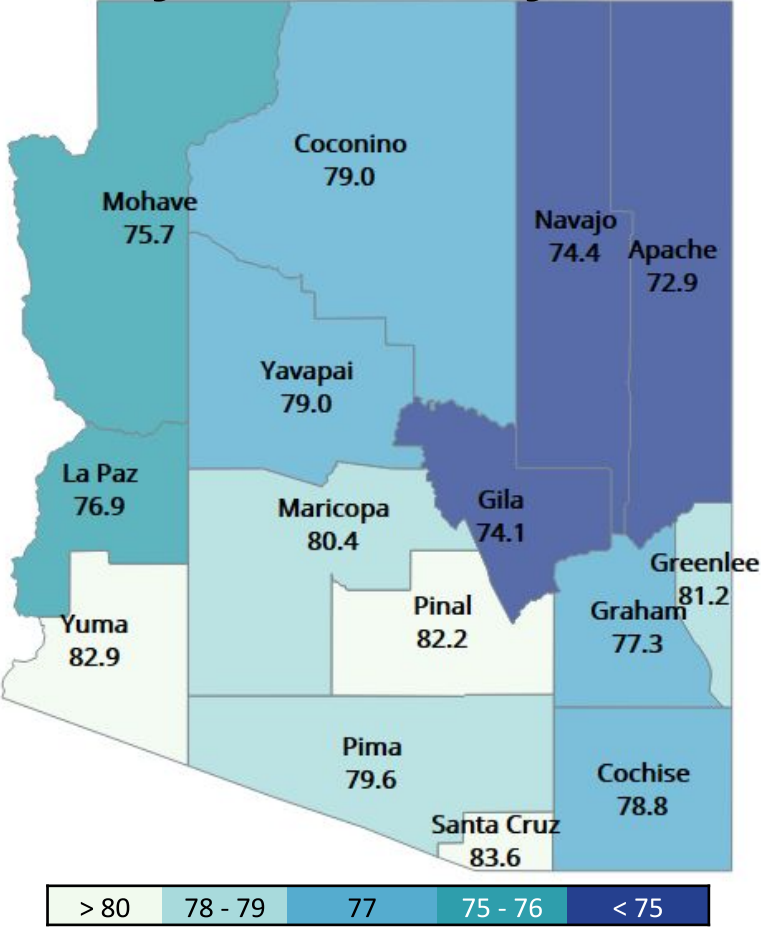 Coconino
79.0
Mohave
75.7
Navajo
74.4
Apache
72.9
Yavapai
79.0
La Paz
76.9
Maricopa
80.4
Gila
74.1
Greenlee
81.2
Graham
77.3
Pinal
82.2
Yuma
82.9
Pima
79.6
Cochise
78.8
Santa Cruz
83.6
> 80 78 - 79 77 75 - 76 < 75